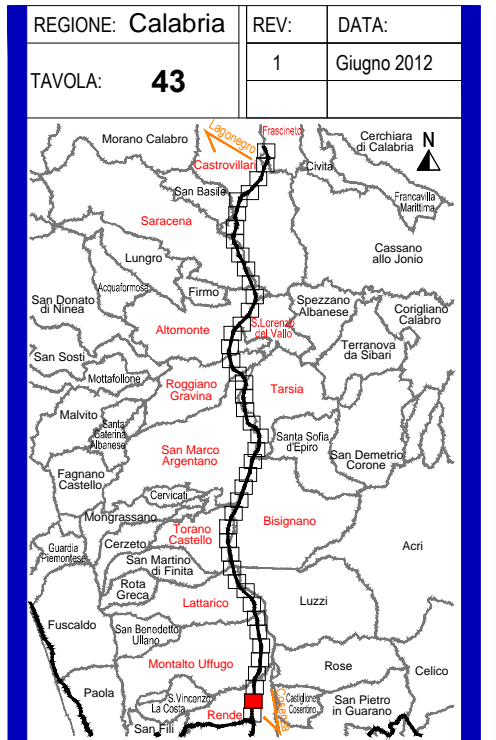 REGIONE: Calabria
REV:
DATA:
TAVOLA: 43
1
Giugno 2012
Lagonegro
Frascineto
Morano Calabro
Cerchiara
di Calabria
N
Castrovillari
Civita
San Basile
Francavilla
Marittima
Saracena
Cassano
allo Jonio
Lungro
Acquaformosa
Firmo
San Donato
di Ninea
Spezzano
Albanese
Corigliano
Calabro
Altomonte
S.Lorenzo
del Vallo
Terranova
da Sibari
San Sosti
Mottafollone
Roggiano
Gravina
Tarsia
Malvito
Santa
Caterina
Albanese
Santa Sofia
d'Epiro
San Marco
Argentano
San Demetrio
Corone
Fagnano
Castello
Cervicati
Mongrassano
Torano
Castello
Bisignano
Guardia
Piemontese
Cerzeto
Acri
San Martino
di Finita
Rota
Greca
Lattarico
Luzzi
Fuscaldo
San Benedetto
Ullano
Montalto Uffugo
Rose
Celico
Paola
S.Vincenzo
La Costa
Cosenza
Castiglione
Cosentino
San Pietro
in Guarano
Rende
San Fili